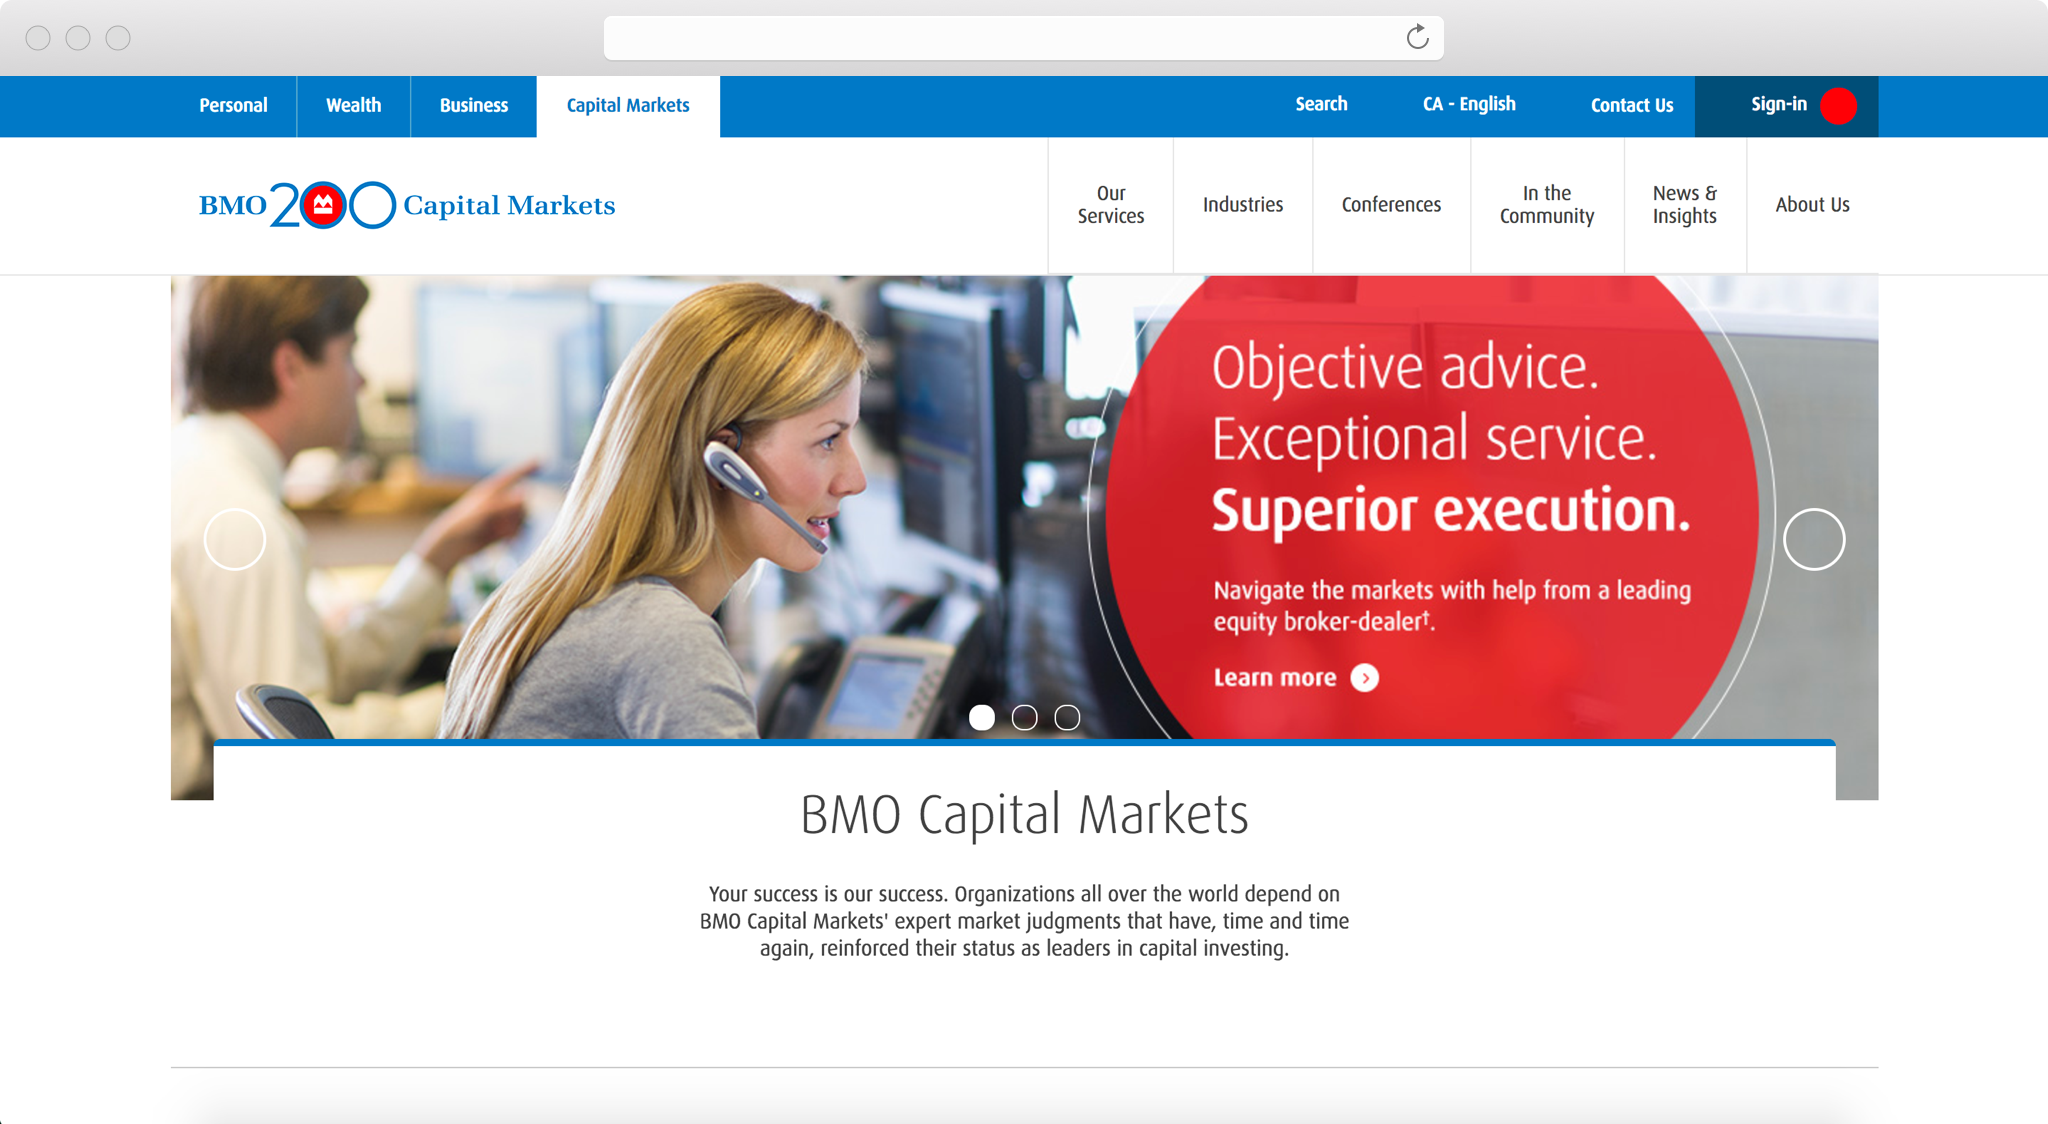 Personal
Wealth
Business
Capital Markets
Search
CA - English
Contact Us
Sign-in
BMO 200 Capital Markets
Our
Services
Industries
Conferences
In the
Community
News &
Insights
About Us
Objective advice.
Exceptional service.
Superior execution.
Navigate the markets with help from a leading
equity broker-dealer†.
Learn more
BMO Capital Markets
Your success is our success. Organizations all over the world depend on
BMO Capital Markets' expert market judgments that have, time and time
again, reinforced their status as leaders in capital investing.